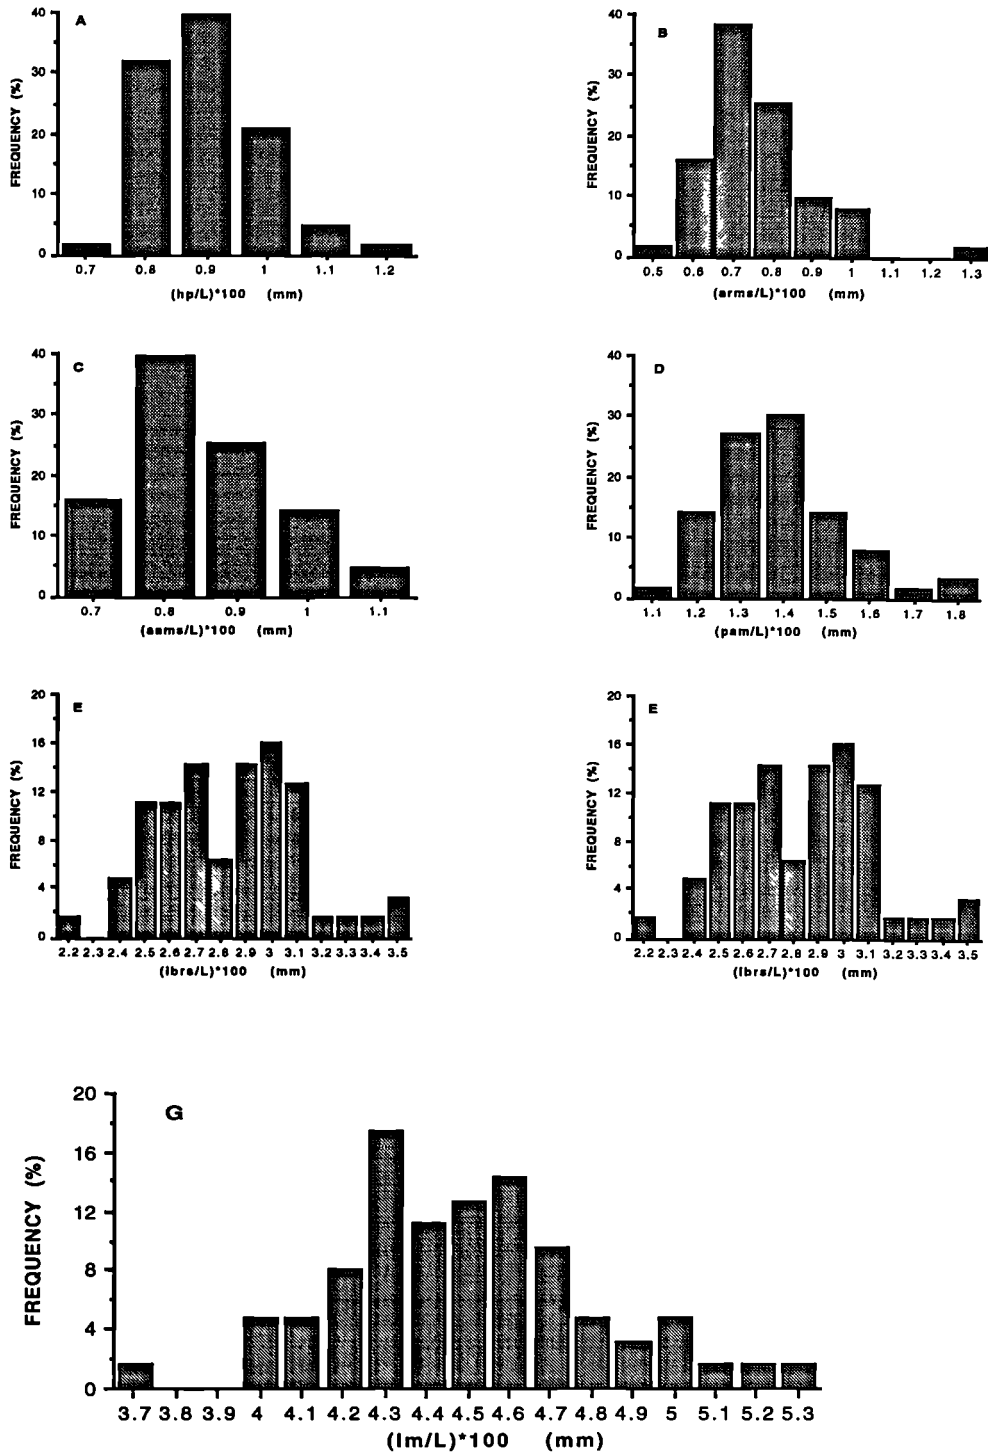 A
FREQUENCY (%)
40
30
20
10
0
0.7 0.8 0.9 1 1.1 1.2
(hp/L)*100 (mm)
B
FREQUENCY (%)
40
30
20
10
0
0.5 0.6 0.7 0.8 0.9 1 1.1 1.2 1.3
(arms/L)*100 (mm)
C
FREQUENCY (%)
40
30
20
10
0
0.7 0.8 0.9 1 1.1
(asms/L)*100 (mm)
D
FREQUENCY (%)
40
30
20
10
0
1.1 1.2 1.3 1.4 1.5 1.6 1.7 1.8
(pam/L)*100 (mm)
E
FREQUENCY (%)
20
16
12
8
4
0
2.2 2.3 2.4 2.5 2.6 2.7 2.8 2.9 3 3.1 3.2 3.3 3.4 3.5
(lbrs/L)*100 (mm)
E
FREQUENCY (%)
20
16
12
8
4
0
2.2 2.3 2.4 2.5 2.6 2.7 2.8 2.9 3 3.1 3.2 3.3 3.4 3.5
(lbrs/L)*100 (mm)
G
FREQUENCY (%)
20
16
12
8
4
0
3.7 3.8 3.9 4 4.1 4.2 4.3 4.4 4.5 4.6 4.7 4.8 4.9 5 5.1 5.2 5.3
(lm/L)*100 (mm)